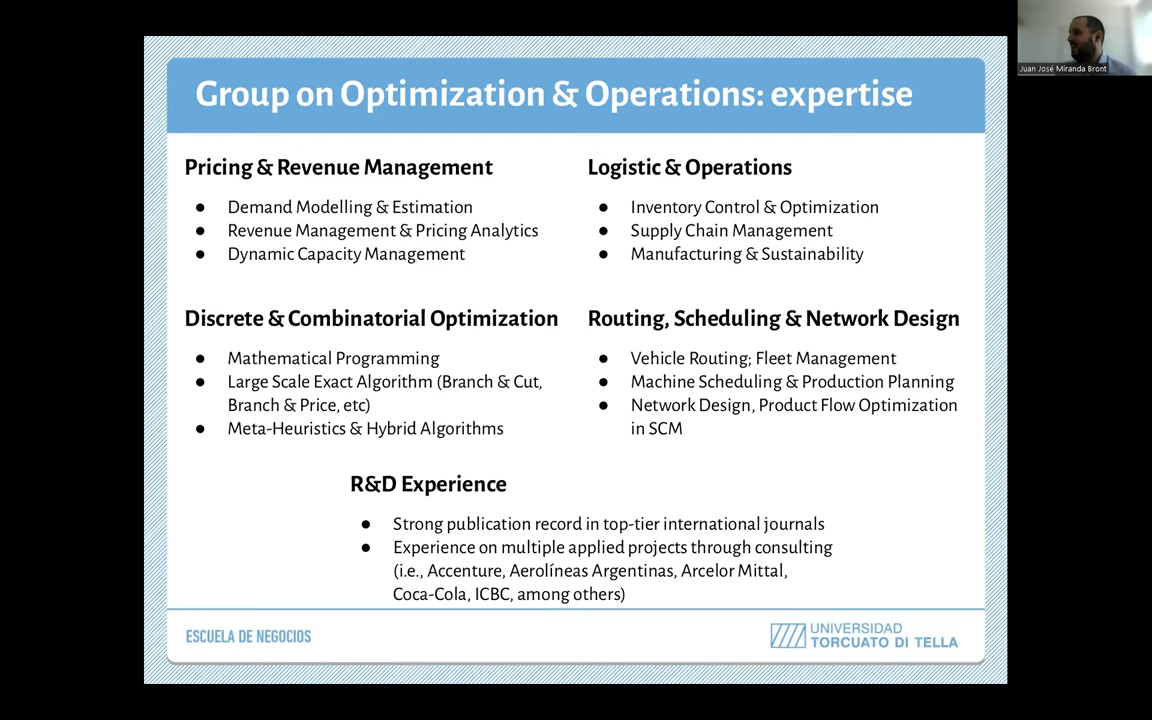 Juan José Miranda Bront
Group on Optimization & Operations: expertise
Pricing & Revenue Management
● Demand Modelling & Estimation
● Revenue Management & Pricing Analytics
● Dynamic Capacity Management
Logistic & Operations
● Inventory Control & Optimization
● Supply Chain Management
● Manufacturing & Sustainability
Discrete & Combinatorial Optimization
● Mathematical Programming
● Large Scale Exact Algorithm (Branch & Cut,
Branch & Price, etc)
● Meta-Heuristics & Hybrid Algorithms
Routing, Scheduling & Network Design
● Vehicle Routing; Fleet Management
● Machine Scheduling & Production Planning
● Network Design, Product Flow Optimization
in SCM
R&D Experience
● Strong publication record in top-tier international journals
● Experience on multiple applied projects through consulting
(i.e., Accenture, Aerolíneas Argentinas, Arcelor Mittal,
Coca-Cola, ICBC, among others)
ESCUELA DE NEGOCIOS
UNIVERSIDAD
TORCUATO DI TELLA